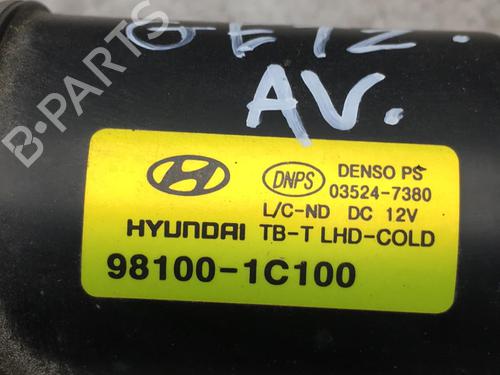 GETZ.
AV.
B-PARTS
DNPS
DENSO PS
03524-7380
L/C-ND DC 12V
HYUNDAI TB-T LHD-COLD
98100-1C100